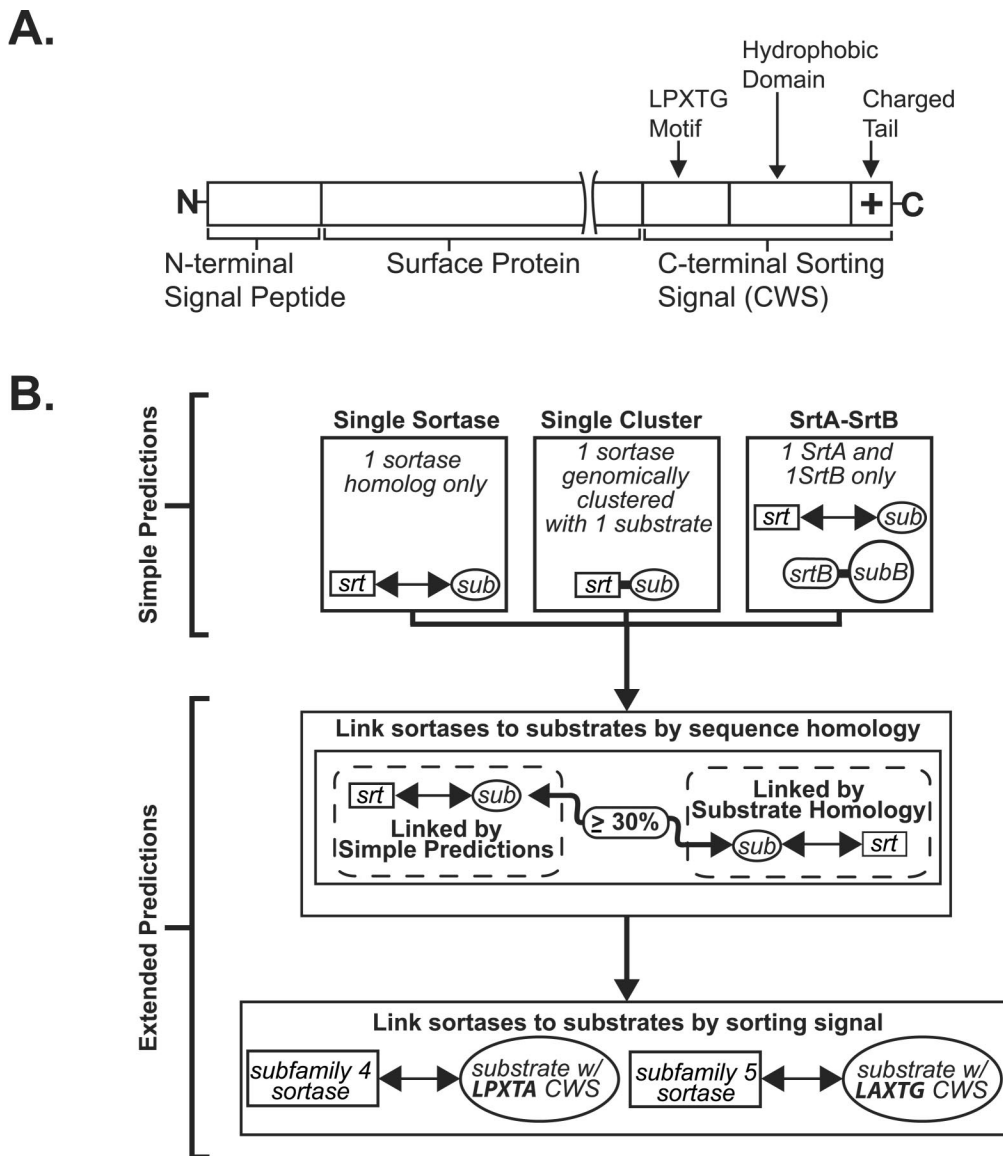 A.
Hydrophobic
Domain
LPXTG
Motif
Charged
Tail
N
+
C
N-terminal
Signal Peptide
Surface Protein
C-terminal Sorting
Signal (CWS)
B.
Simple Predictions
Single Sortase
1 sortase
homolog only
srt
sub
Single Cluster
1 sortase
genomically
clustered
with 1 substrate
srt
sub
SrtA-SrtB
1 SrtA and
1SrtB only
srt
sub
srtB
subB
Extended Predictions
Link sortases to substrates by sequence homology
srt
sub
Linked by
Simple Predictions
≥ 30%
Linked by
Substrate Homology
sub
srt
Link sortases to substrates by sorting signal
subfamily 4
sortase
substrate w/
LPXTA CWS
subfamily 5
sortase
substrate w/
LAXTG CWS